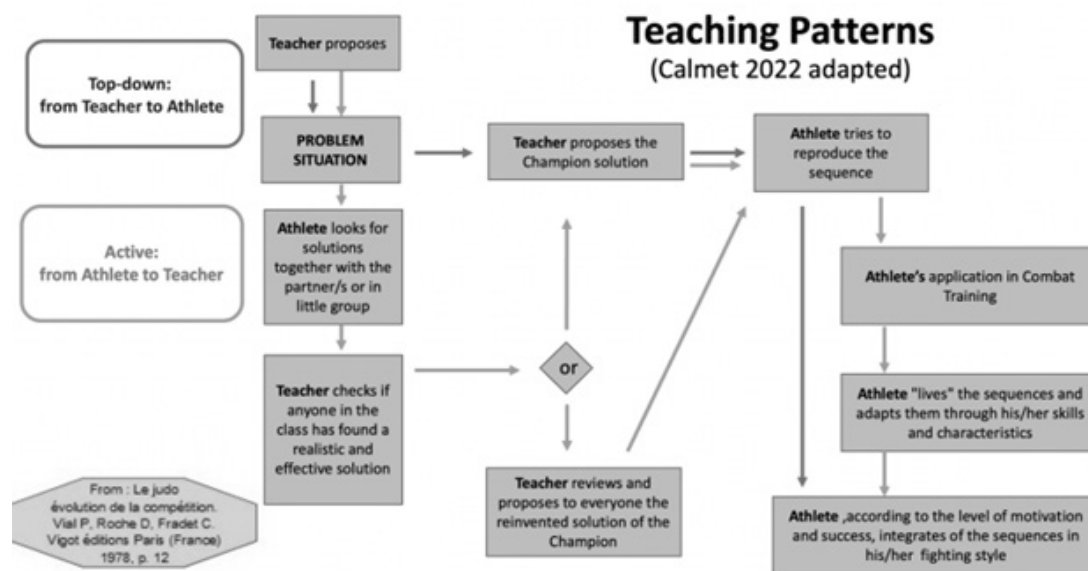 Teaching Patterns
(Calmet 2022 adapted)
Top-down:
from Teacher to Athlete
Active:
from Athlete to Teacher
Teacher proposes
PROBLEM
SITUATION
Athlete looks for
solutions
together with the
partner/s or in
little group
Teacher checks if
anyone in the
class has found a
realistic and
effective solution
or
Teacher proposes the
Champion solution
Teacher reviews and
proposes to everyone the
reinvented solution of the
Champion
Athlete tries to
reproduce the
sequence
Athlete's application in Combat
Training
Athlete "lives" the sequences and
adapts them through his/her skills
and characteristics
Athlete ,according to the level of motivation
and success, integrates of the sequences in
his/her fighting style
From : Le judo
évolution de la compétition.
Vial P, Roche D, Fradet C.
Vigot éditions Paris (France)
1978, p. 12